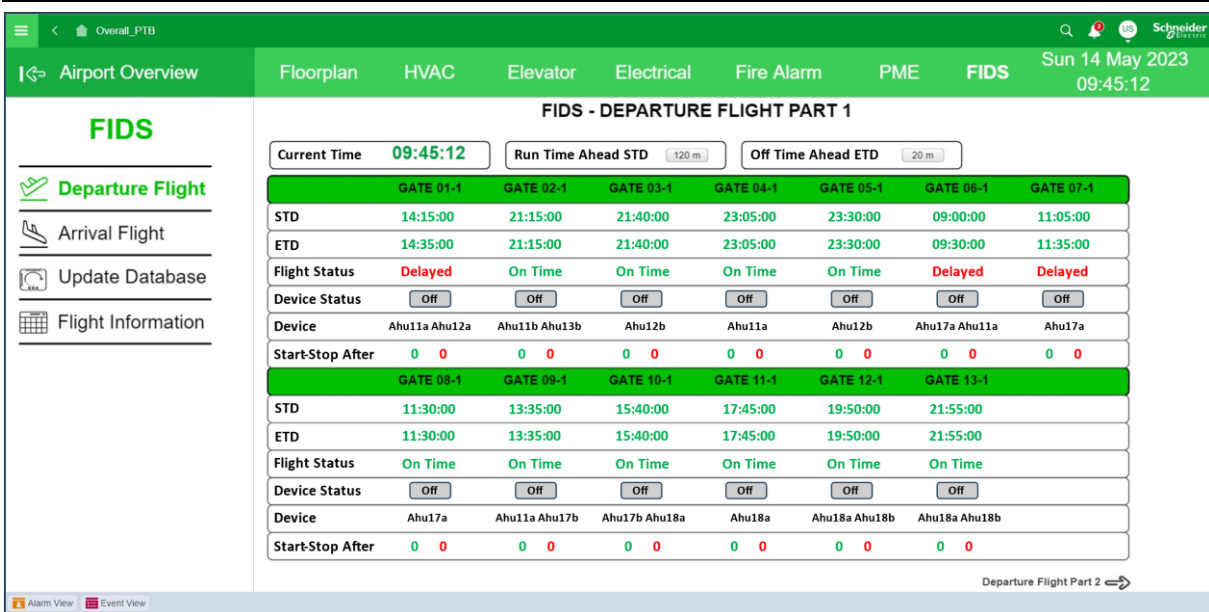 Overall_PTB US Schneider Electric
Airport Overview Floorplan HVAC Elevator Electrical Fire Alarm PME FIDS Sun 14 May 2023
09:45:12
FIDS
Departure Flight
Arrival Flight
Update Database
Flight Information
FIDS - DEPARTURE FLIGHT PART 1
Current Time 09:45:12 Run Time Ahead STD 120 m Off Time Ahead ETD 20 m
GATE 01-1 GATE 02-1 GATE 03-1 GATE 04-1 GATE 05-1 GATE 06-1 GATE 07-1
STD 14:15:00 21:15:00 21:40:00 23:05:00 23:30:00 09:00:00 11:05:00
ETD 14:35:00 21:15:00 21:40:00 23:05:00 23:30:00 09:30:00 11:35:00
Flight Status Delayed On Time On Time On Time On Time Delayed Delayed
Device Status Off Off Off Off Off Off Off
Device Ahu11a Ahu12a Ahu11b Ahu13b Ahu12b Ahu11a Ahu12b Ahu17a Ahu11a Ahu17a
Start-Stop After 0 0 0 0 0 0 0 0 0 0 0 0 0 0
GATE 08-1 GATE 09-1 GATE 10-1 GATE 11-1 GATE 12-1 GATE 13-1
STD 11:30:00 13:35:00 15:40:00 17:45:00 19:50:00 21:55:00
ETD 11:30:00 13:35:00 15:40:00 17:45:00 19:50:00 21:55:00
Flight Status On Time On Time On Time On Time On Time On Time
Device Status Off Off Off Off Off Off
Device Ahu17a Ahu11a Ahu17b Ahu17b Ahu18a Ahu18a Ahu18a Ahu18b Ahu18a Ahu18b
Start-Stop After 0 0 0 0 0 0 0 0 0 0 0 0
Departure Flight Part 2
Alarm View Event View